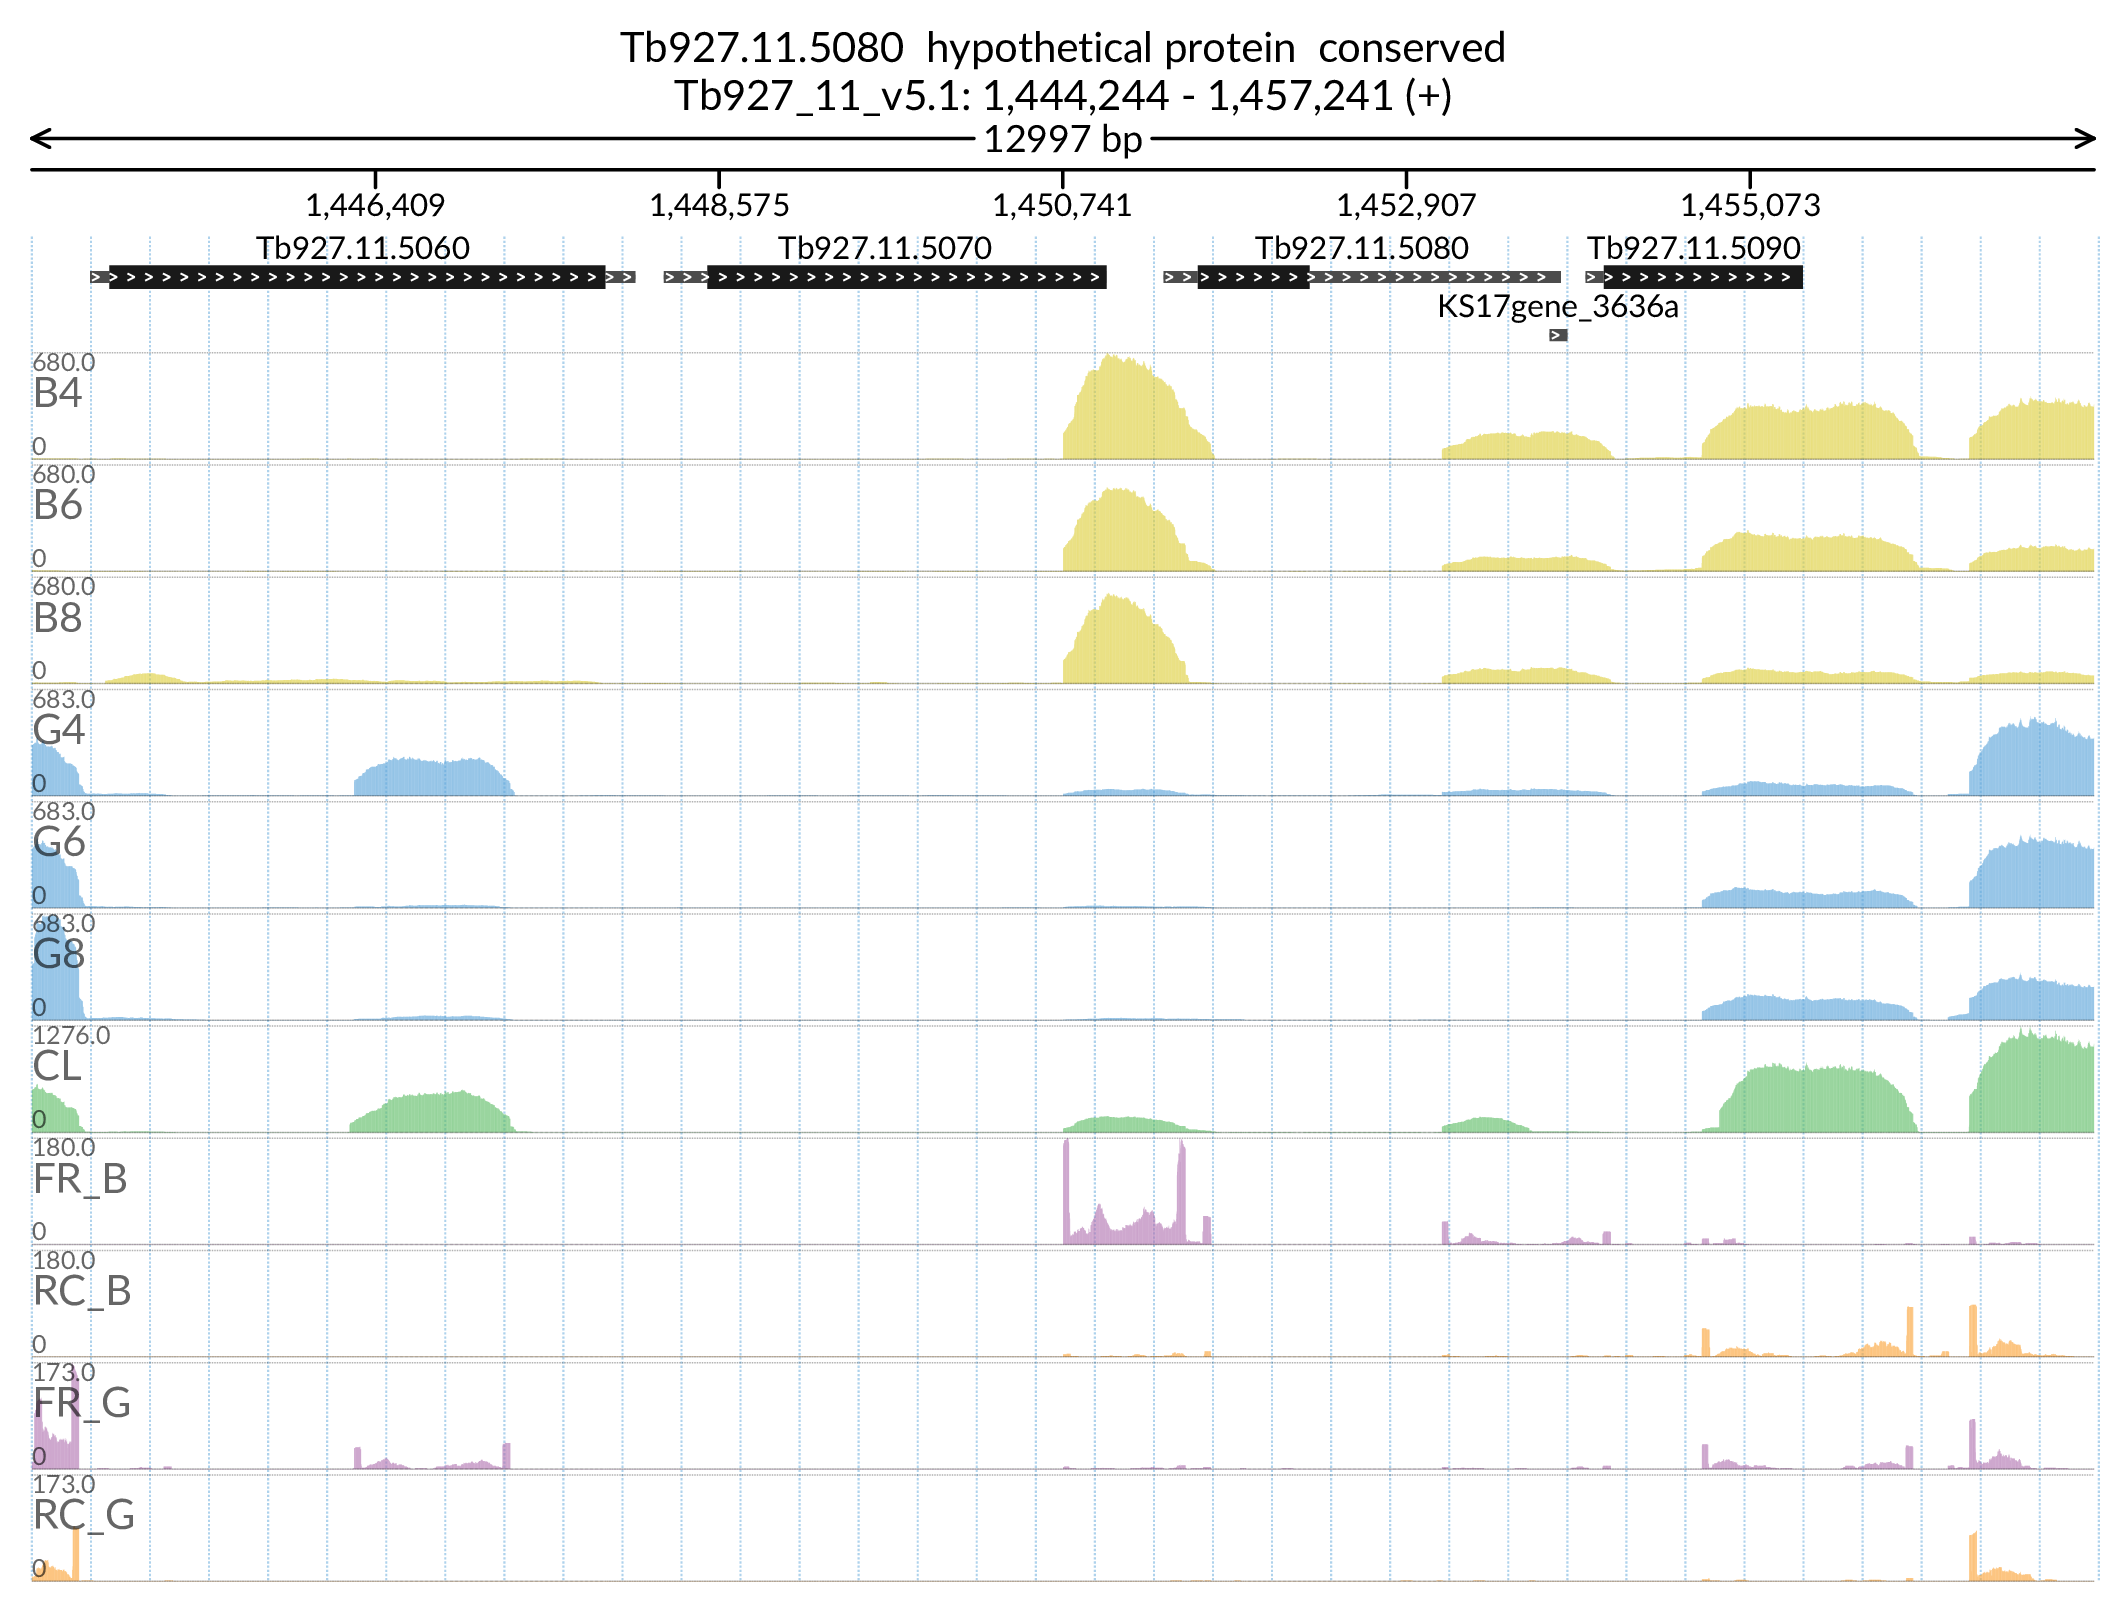 Tb927.11.5080 hypothetical protein conserved
Tb927_11_v5.1: 1,444,244 - 1,457,241 (+)
12997 bp
1,446,409 1,448,575 1,450,741 1,452,907 1,455,073
Tb927.11.5060 Tb927.11.5070 Tb927.11.5080 Tb927.11.5090
KS17gene_3636a
680.0
B4
0
680.0
B6
0
680.0
B8
0
683.0
G4
0
683.0
G6
0
683.0
G8
0
1276.0
CL
0
180.0
FR_B
0
180.0
RC_B
0
173.0
FR_G
0
173.0
RC_G
0